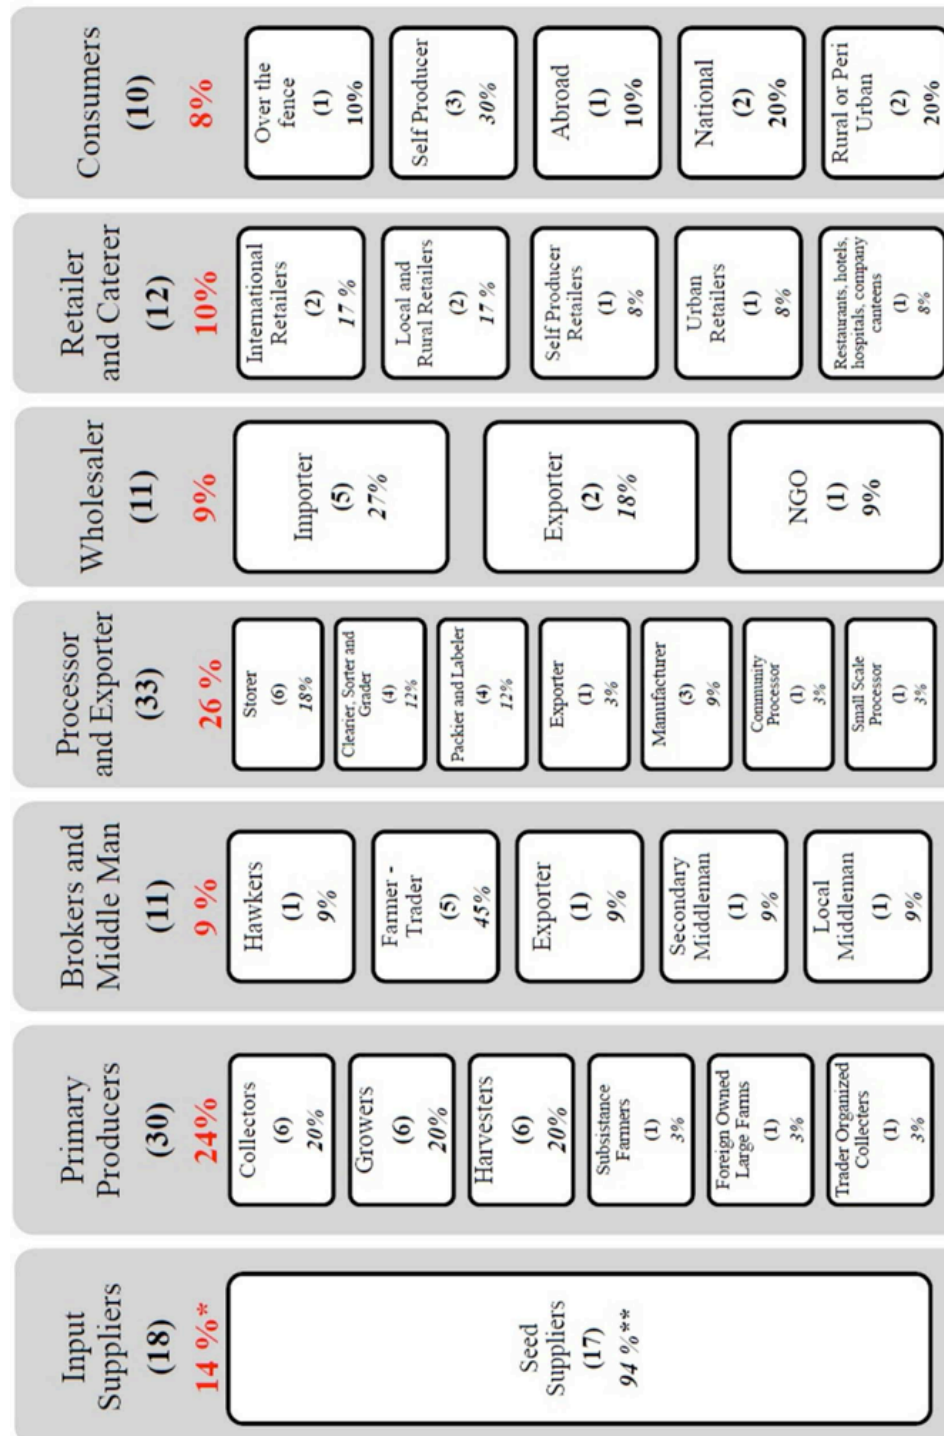 Input
Suppliers
(18)
14 %*
Seed
Suppliers
(17)
94 %**
Primary
Producers
(30)
24%
Collectors
(6)
20%
Growers
(6)
20%
Harvesters
(6)
20%
Subsistance
Farmers
(1)
3%
Foreign Owned
Large Farms
(1)
3%
Trader Organized
Collecters
(1)
3%
Brokers and
Middle Man
(11)
9 %
Hawkers
(1)
9%
Farmer -
Trader
(5)
45%
Exporter
(1)
9%
Secondary
Middleman
(1)
9%
Local
Middleman
(1)
9%
Processor
and Exporter
(33)
26 %
Storer
(6)
18%
Clearier, Sorter and
Grader
(4)
12%
Packier and Labeler
(4)
12%
Exporter
(1)
3%
Manufacturer
(3)
9%
Community
Processor
(1)
3%
Small Scale
Processor
(1)
3%
Wholesaler
(11)
9%
Importer
(5)
27%
Exporter
(2)
18%
NGO
(1)
9%
Retailer
and Caterer
(12)
10%
International
Retailers
(2)
17 %
Local and
Rural Retailers
(2)
17 %
Self Producer
Retailers
(1)
8%
Urban
Retailers
(1)
8%
Restaurants, hotels,
hospitals, company
canteens
(1)
8%
Consumers
(10)
8%
Over the
fence
(1)
10%
Self Producer
(3)
30%
Abroad
(1)
10%
National
(2)
20%
Rural or Peri
Urban
(2)
20%